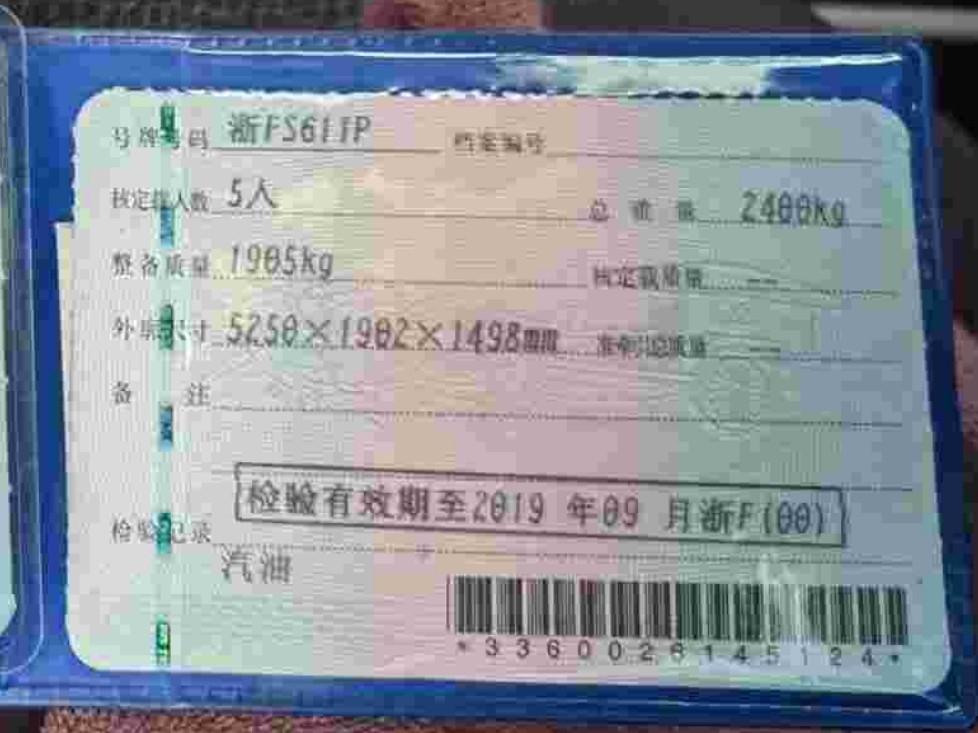 号牌号码 浙FS611P 档案编号
核定载人数 5人 总质量 2400kg
整备质量 1905kg 核定载质量 --
外廓尺寸 5250×1902×1498mm 准牵引总质量 --
备注
检验记录 检验有效期至2019年09月浙F(00)
汽油
*3360026145124*